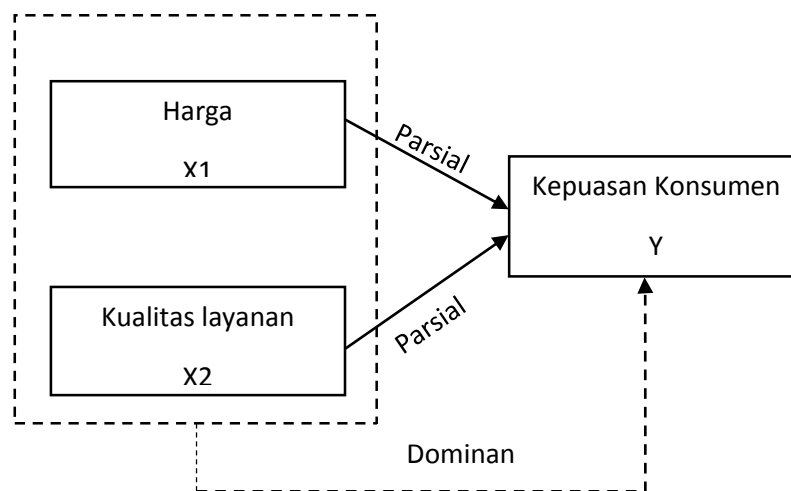 Harga
X1
Parsial
Kepuasan Konsumen
Y
Kualitas layanan
X2
Parsial
Dominan